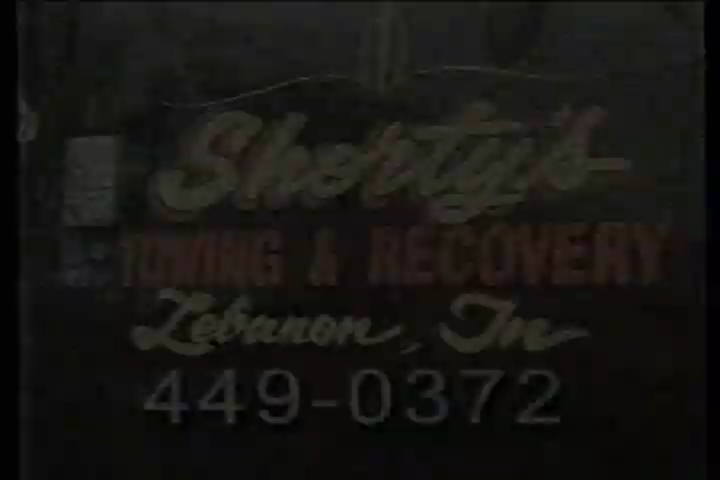 Shorty's
TOWING & RECOVERY
Lebanon, In
449-0372